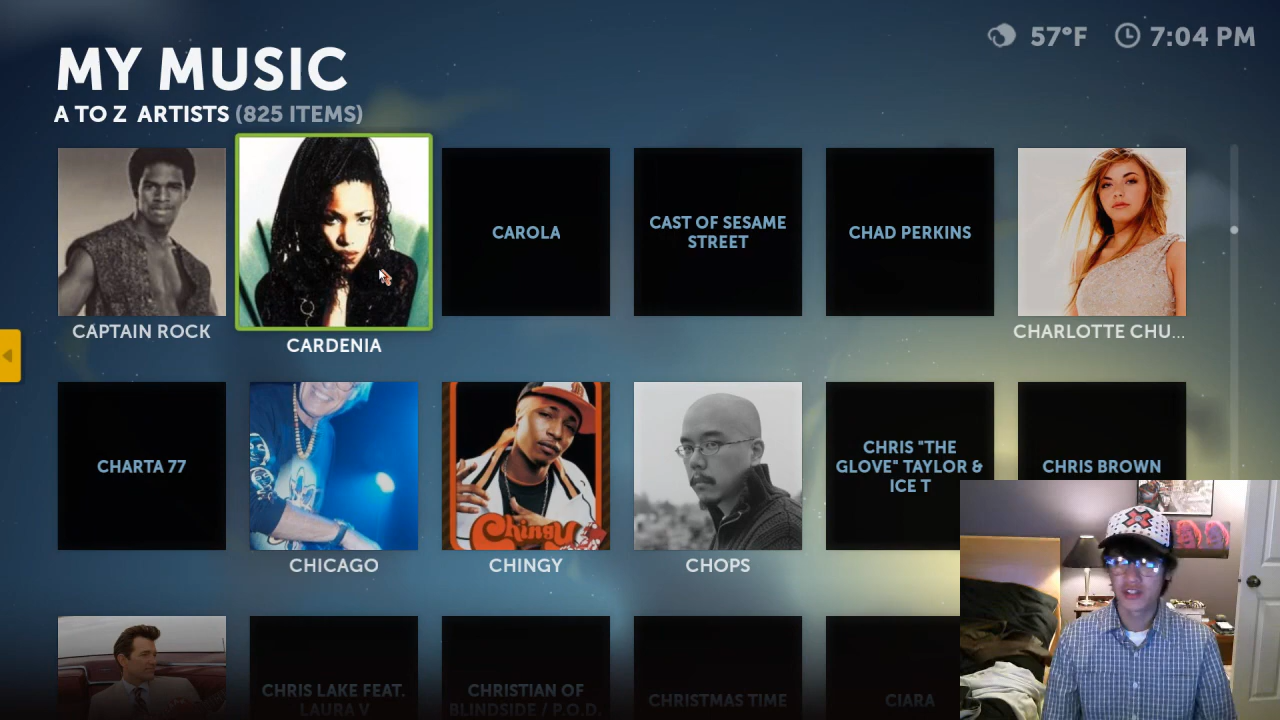 57°F
7:04 PM
MY MUSIC
A TO Z ARTISTS (825 ITEMS)
CAPTAIN ROCK
CARDENIA
CAROLA
CAST OF SESAME
STREET
CHAD PERKINS
CHARLOTTE CHU...
CHARTA 77
CHICAGO
Chingy
CHINGY
CHOPS
CHRIS "THE
GLOVE" TAYLOR &
ICE T
CHRIS BROWN
CHRIS LAKE FEAT.
LAURA V
CHRISTIAN OF
BLINDSIDE / P.O.D.
CHRISTMAS TIME
CIARA